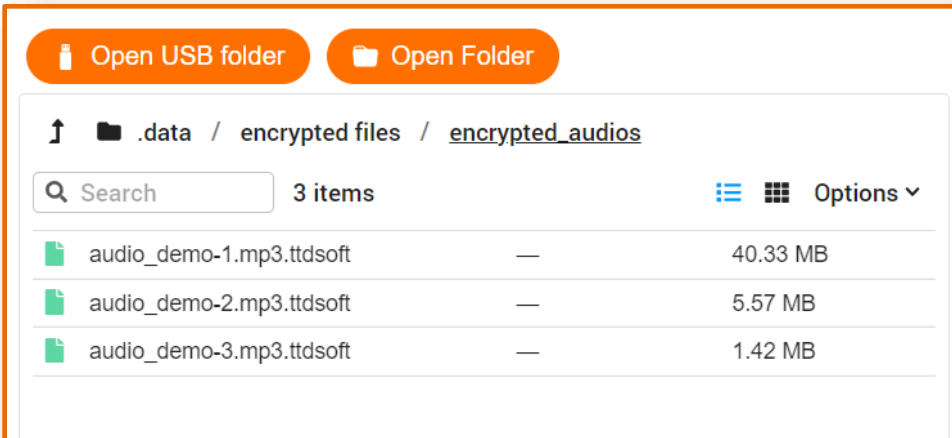 Open USB folder Open Folder
.data / encrypted files / encrypted_audios
Search 3 items Options
audio_demo-1.mp3.ttdsoft — 40.33 MB
audio_demo-2.mp3.ttdsoft — 5.57 MB
audio_demo-3.mp3.ttdsoft — 1.42 MB